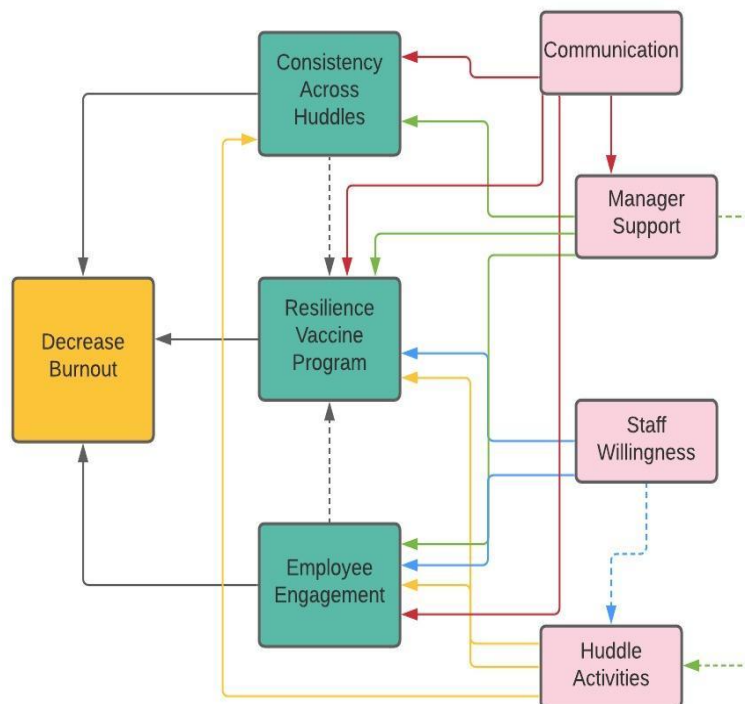 Communication
Consistency
Across
Huddles
Manager
Support
Resilience
Vaccine
Program
Decrease
Burnout
Staff
Willingness
Employee
Engagement
Huddle
Activities